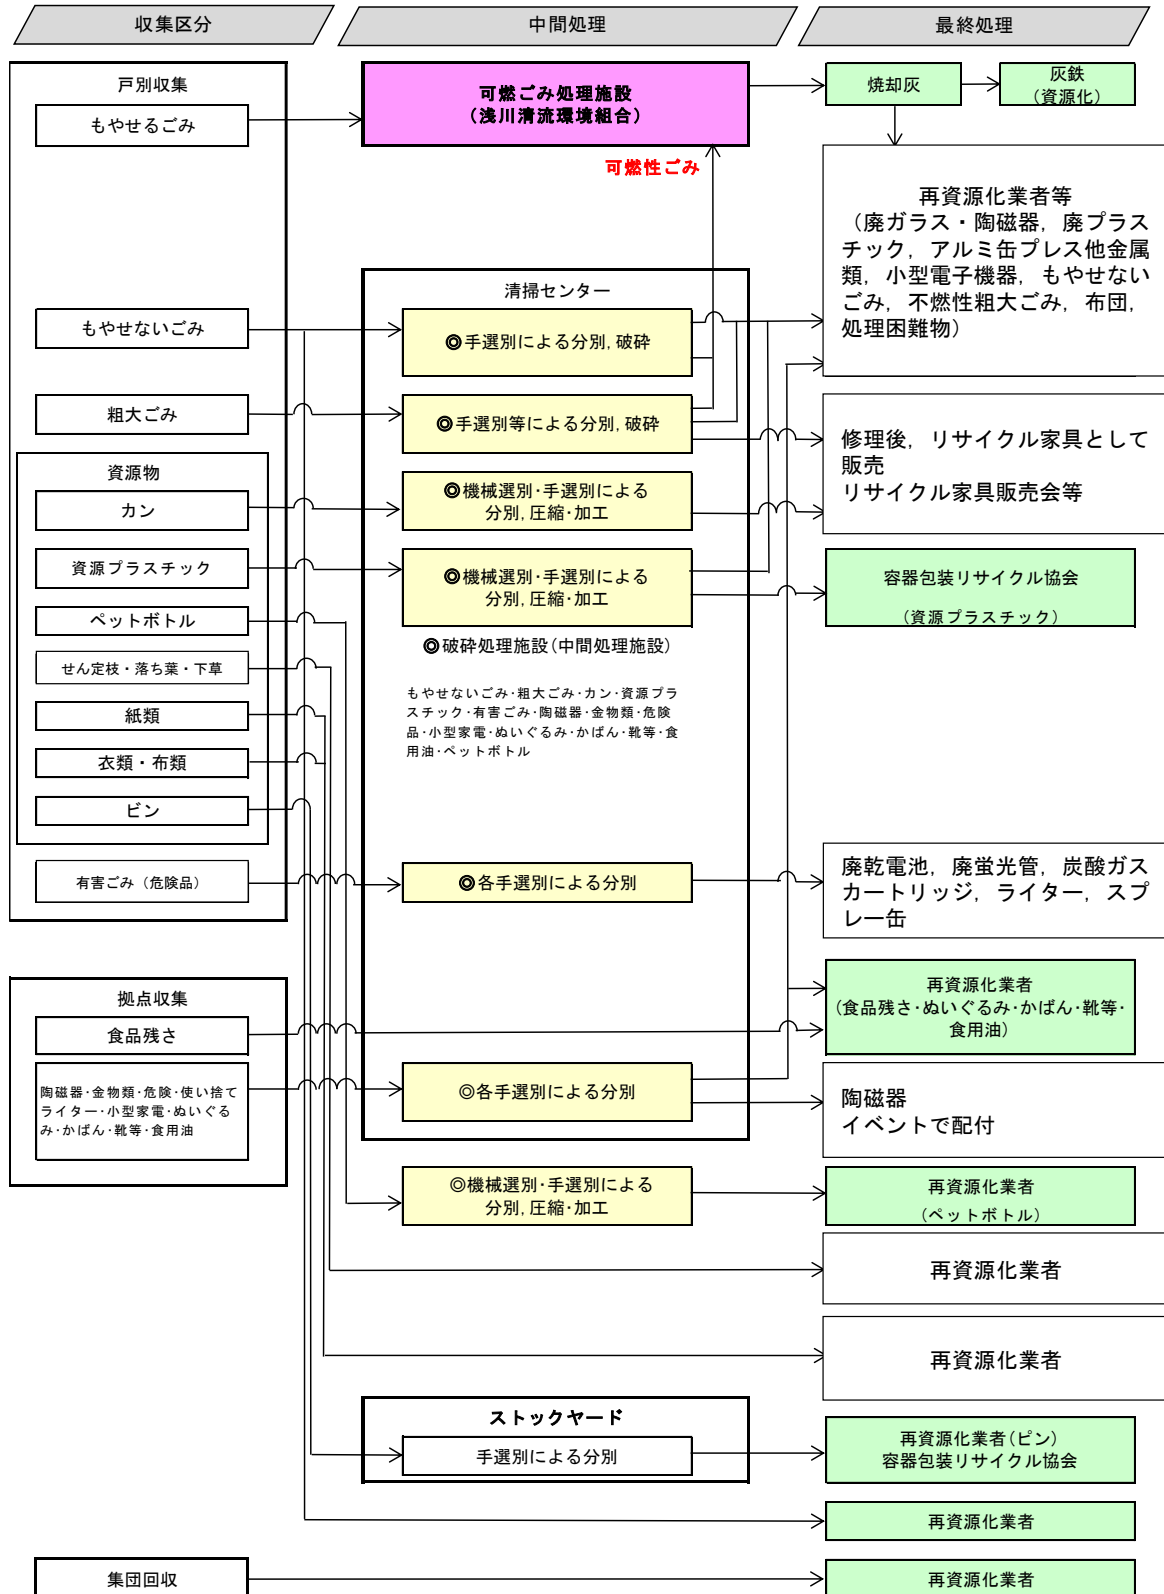 収集区分
中間処理
最終処理
戸別収集
もやせるごみ
もやせないごみ
粗大ごみ
資源物
カン
資源プラスチック
ペットボトル
せん定枝・落ち葉・下草
紙類
衣類・布類
ビン
有害ごみ（危険品）
拠点収集
食品残さ
陶磁器･金物類･危険･使い捨て
ライター･小型家電･ぬいぐる
み･かばん･靴等･食用油
集団回収
可燃ごみ処理施設
（浅川清流環境組合）
可燃性ごみ
清掃センター
◎手選別による分別,破砕
◎手選別等による分別,破砕
◎機械選別･手選別による
分別,圧縮･加工
◎機械選別･手選別による
分別,圧縮･加工
◎破砕処理施設(中間処理施設)
もやせないごみ･粗大ごみ･カン･資源プラ
スチック･有害ごみ･陶磁器･金物類･危険
品･小型家電･ぬいぐるみ･かばん･靴等･食
用油･ペットボトル
◎各手選別による分別
◎各手選別による分別
◎機械選別･手選別による
分別,圧縮･加工
ストックヤード
手選別による分別
焼却灰
灰鉄
（資源化）
再資源化業者等
（廃ガラス・陶磁器，廃プラス
チック，アルミ缶プレス他金属
類，小型電子機器，もやせない
ごみ，不燃性粗大ごみ，布団，
処理困難物）
修理後，リサイクル家具として
販売
リサイクル家具販売会等
容器包装リサイクル協会
（資源プラスチック）
廃乾電池，廃蛍光管，炭酸ガス
カートリッジ，ライター，スプ
レー缶
再資源化業者
(食品残さ･ぬいぐるみ･かばん･靴等･
食用油)
陶磁器
イベントで配付
再資源化業者
（ペットボトル）
再資源化業者
再資源化業者
再資源化業者(ビン)
容器包装リサイクル協会
再資源化業者
再資源化業者